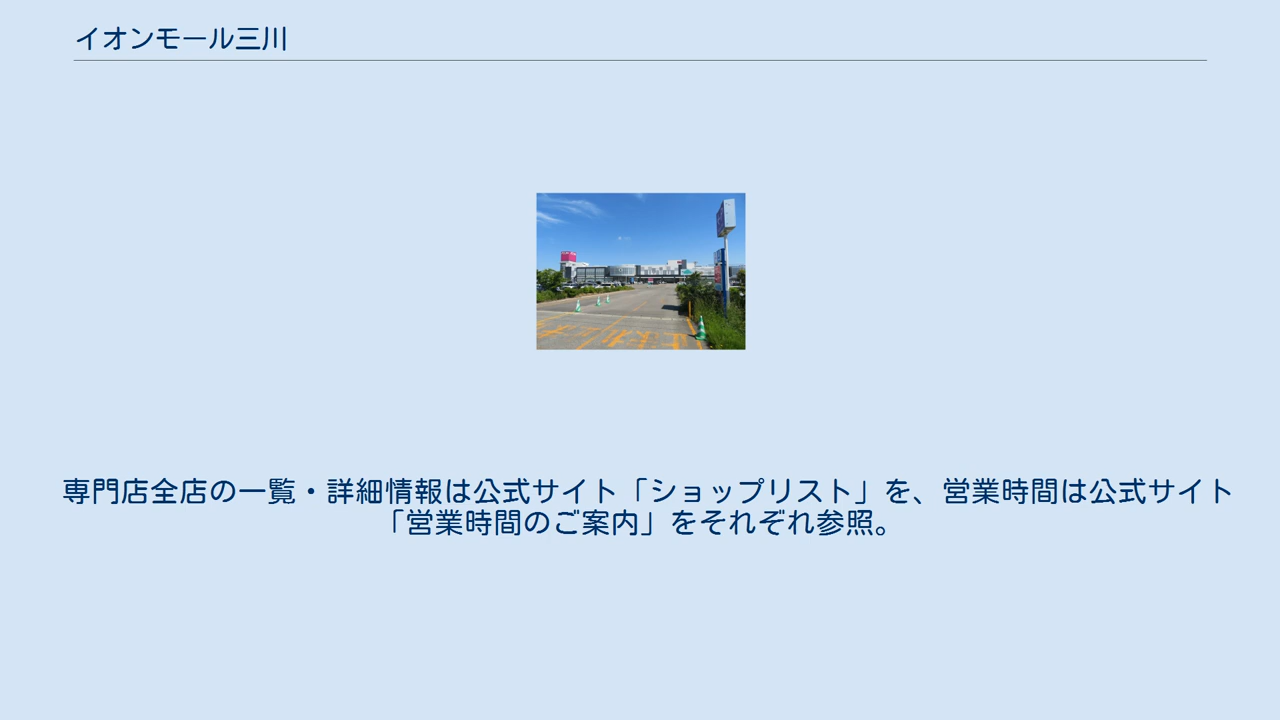 イオンモール三川
専門店全店の一覧・詳細情報は公式サイト「ショップリスト」を、営業時間は公式サイト
「営業時間のご案内」をそれぞれ参照。